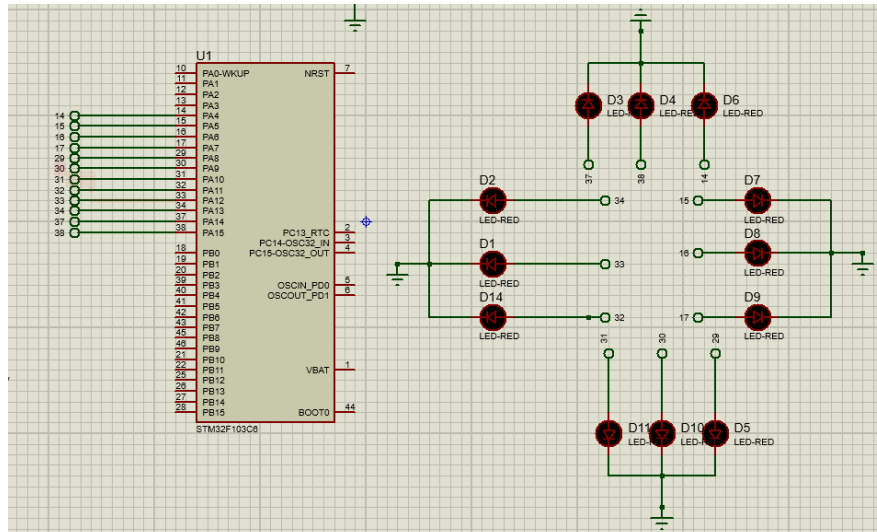 U1
10 PA0-WKUP NRST 7
11 PA1
12 PA2
13 PA3
14 14 PA4
15 15 PA5
16 16 PA6
17 17 PA7
29 29 PA8
30 30 PA9
31 31 PA10
32 32 PA11
33 33 PA12
34 34 PA13
37 37 PA14 PC13_RTC 2
38 38 PA15 PC14-OSC32_IN 3
PC15-OSC32_OUT 4
18 PB0
19 PB1
20 PB2
39 PB3 OSCIN_PD0 5
40 PB4 OSCOUT_PD1 6
41 PB5
42 PB6
43 PB7
45 PB8
46 PB9
21 PB10
22 PB11 VBAT 1
25 PB12
26 PB13
27 PB14
28 PB15 BOOT0 44
STM32F103C6
D3 D4 D6
LED-RED LED-RED LED-RED
37 38 14
D2 34
LED-RED
D1 33
LED-RED
D14 32
LED-RED
15 D7
LED-RED
16 D8
LED-RED
17 D9
LED-RED
31 30 29
D11 D10 D5
LED-RED LED-RED LED-RED